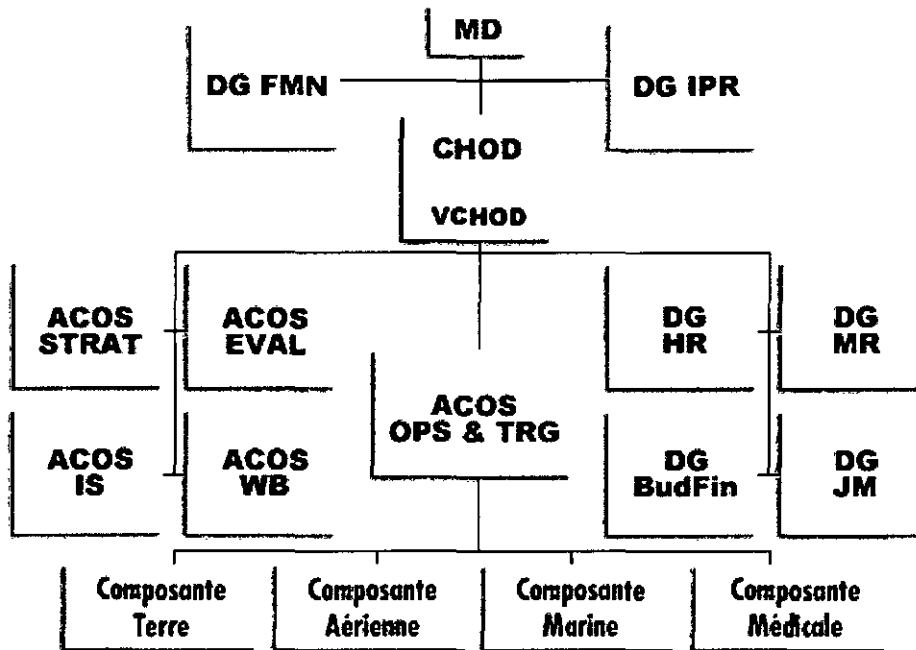 MD
DG FMN
DG IPR
CHOD
VCHOD
ACOS
STRAT
ACOS
EVAL
DG
HR
DG
MR
ACOS
OPS & TRG
ACOS
IS
ACOS
WB
DG
BudFin
DG
JM
Composante
Terre
Composante
Aérienne
Composante
Marine
Composante
Médicale